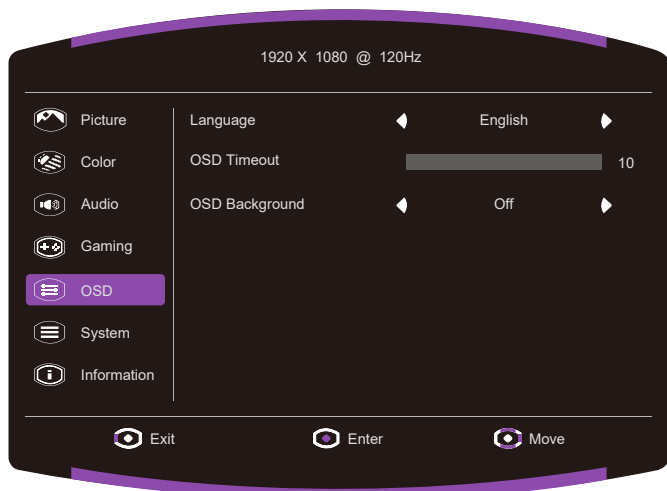 1920 X 1080 @ 120Hz
Picture
Language English
Color
OSD Timeout 10
Audio
OSD Background Off
Gaming
OSD
System
Information
Exit Enter Move